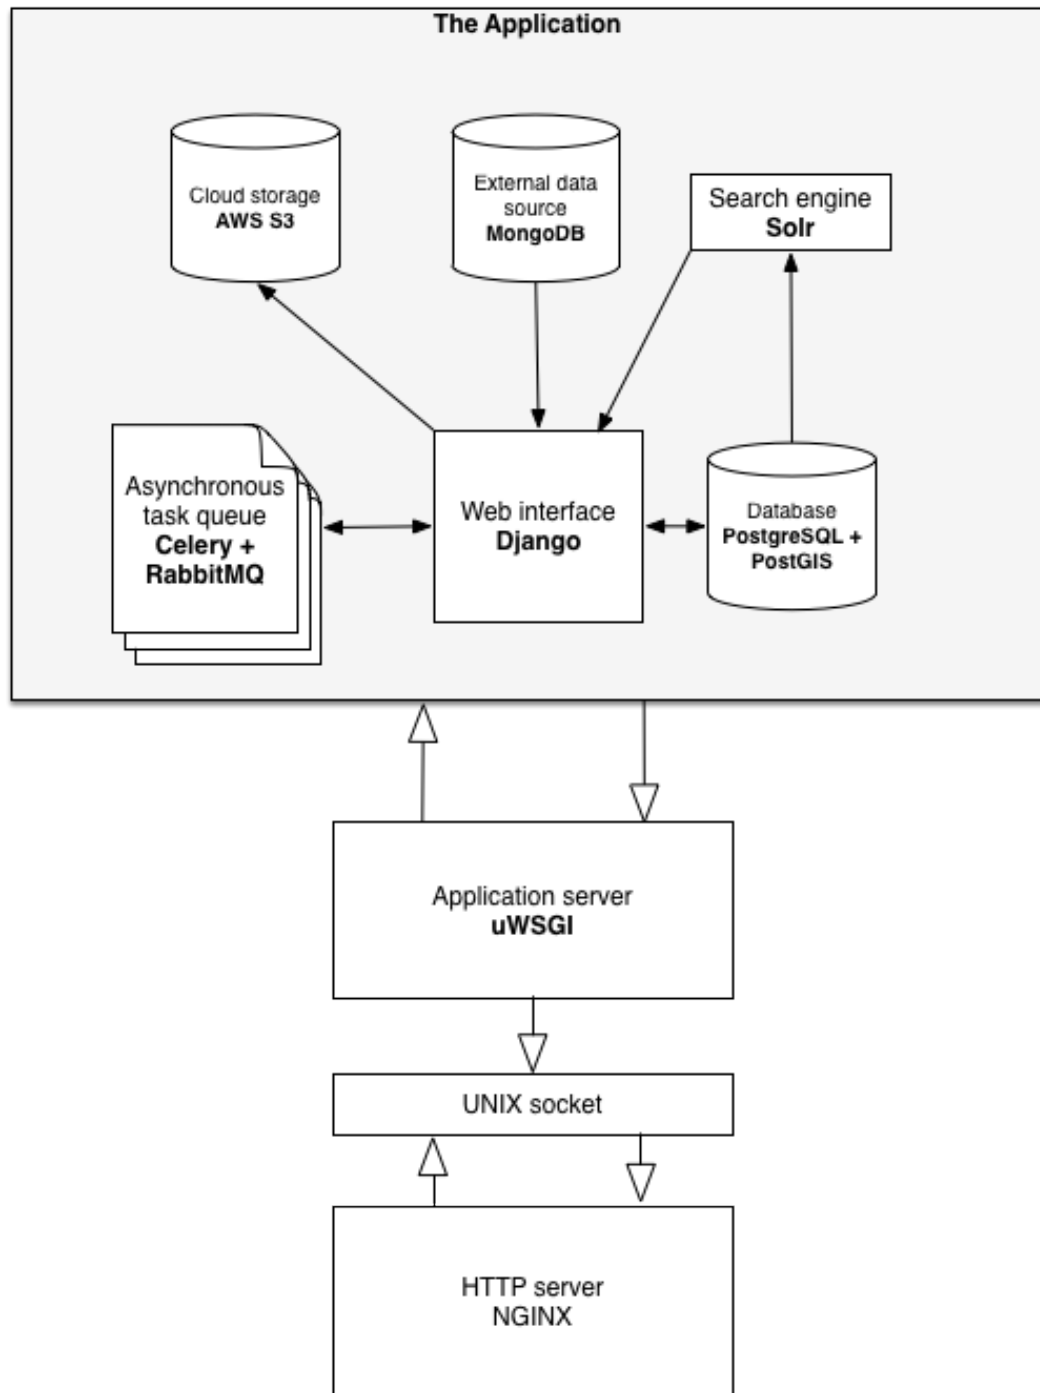 The Application
Cloud storage
AWS S3
External data
source
MongoDB
Search engine
Solr
Asynchronous
task queue
Celery +
RabbitMQ
Web interface
Django
Database
PostgreSQL +
PostGIS
Application server
uWSGI
UNIX socket
HTTP server
NGINX